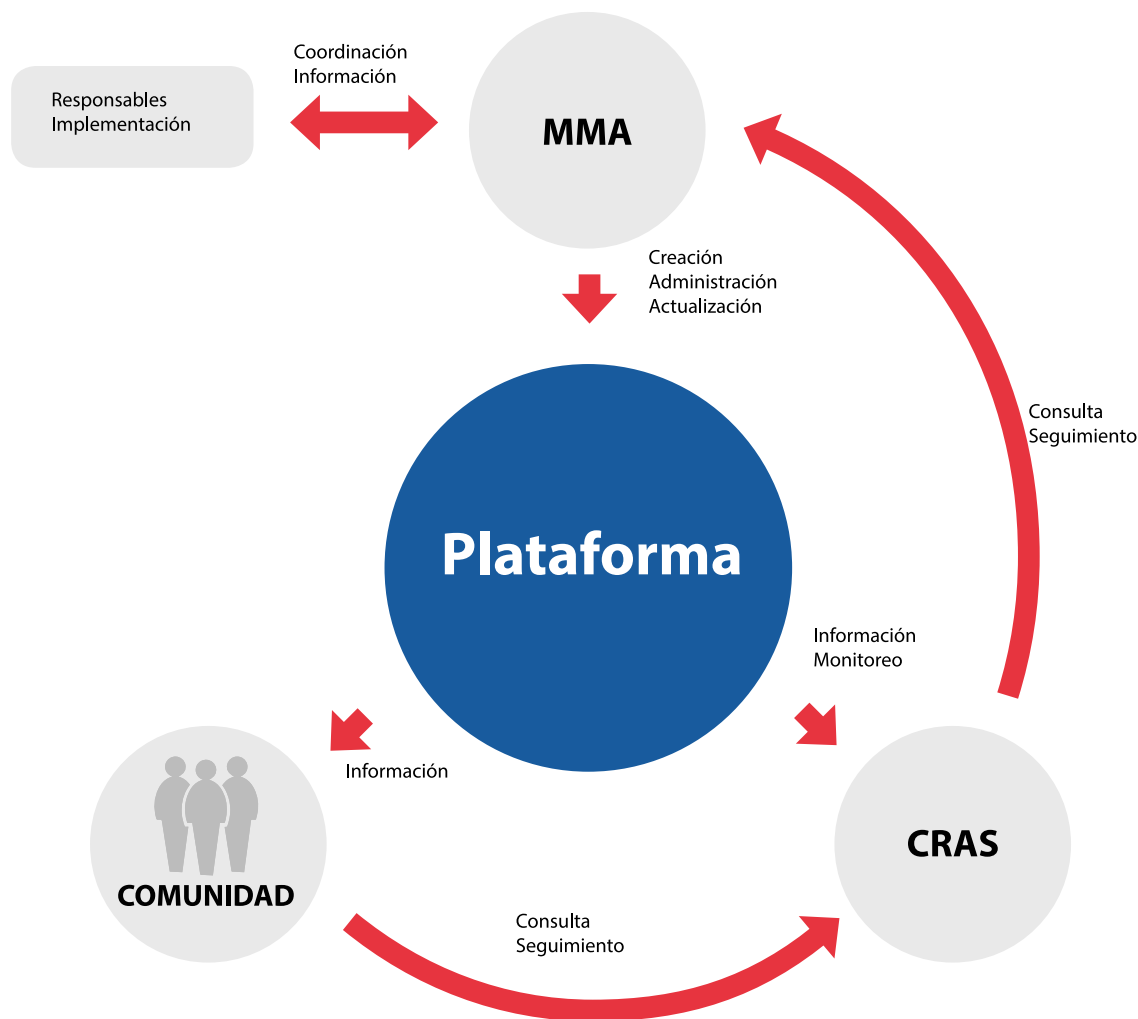 Coordinación
Información
Responsables
Implementación
MMA
Creación
Administración
Actualización
Consulta
Seguimiento
Plataforma
Información
Monitoreo
Información
CRAS
COMUNIDAD
Consulta
Seguimiento